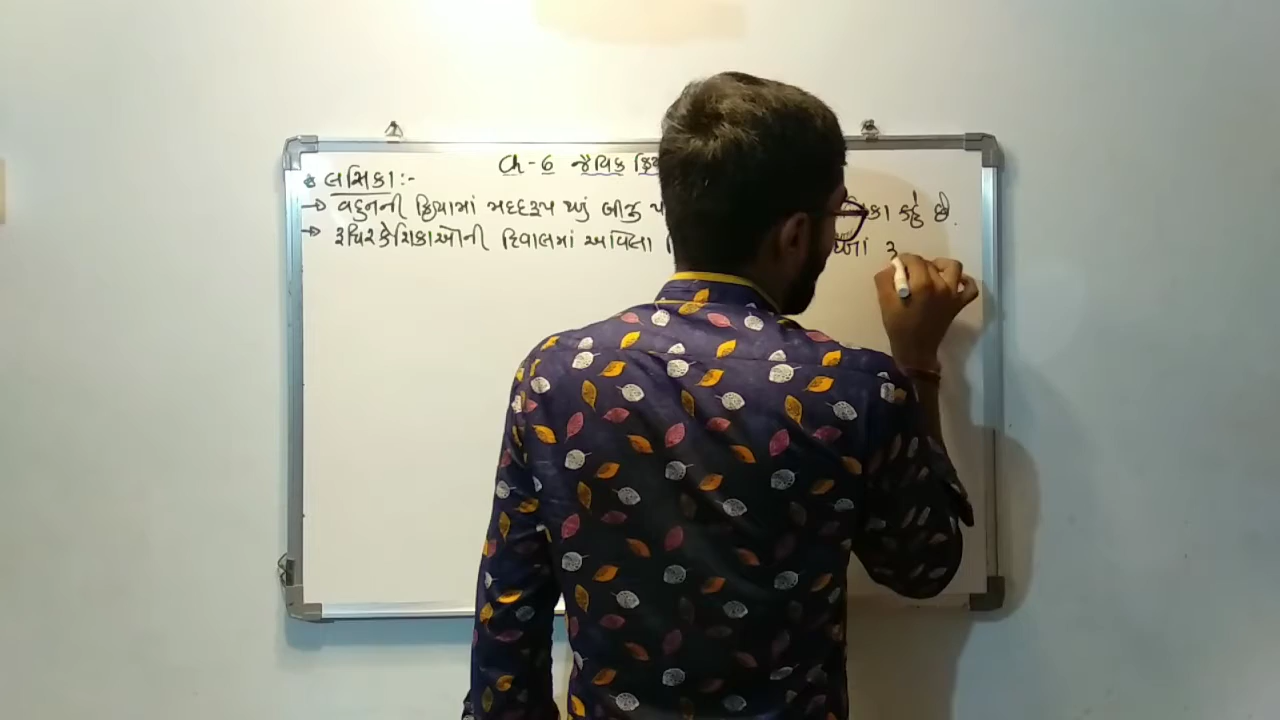 Ch - 6 જૈવિક
* લસિકા :-
→ વહનની ક્રિયામાં મદદરૂપ થતું બીજુ કહે છે.
→ રૂધિરકેશિકાઓની દિવાલમાં આવેલા